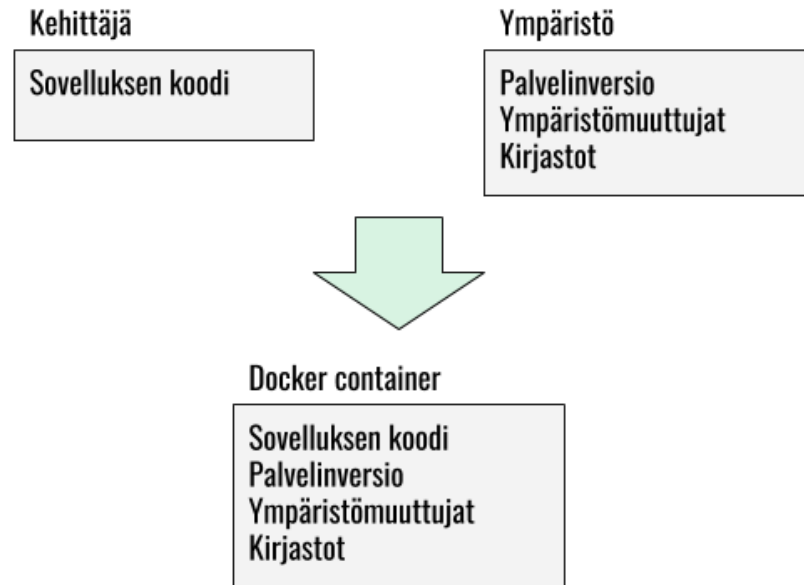 Kehittäjä
Sovelluksen koodi
Ympäristö
Palvelinversio
Ympäristömuuttujat
Kirjastot
Docker container
Sovelluksen koodi
Palvelinversio
Ympäristömuuttujat
Kirjastot